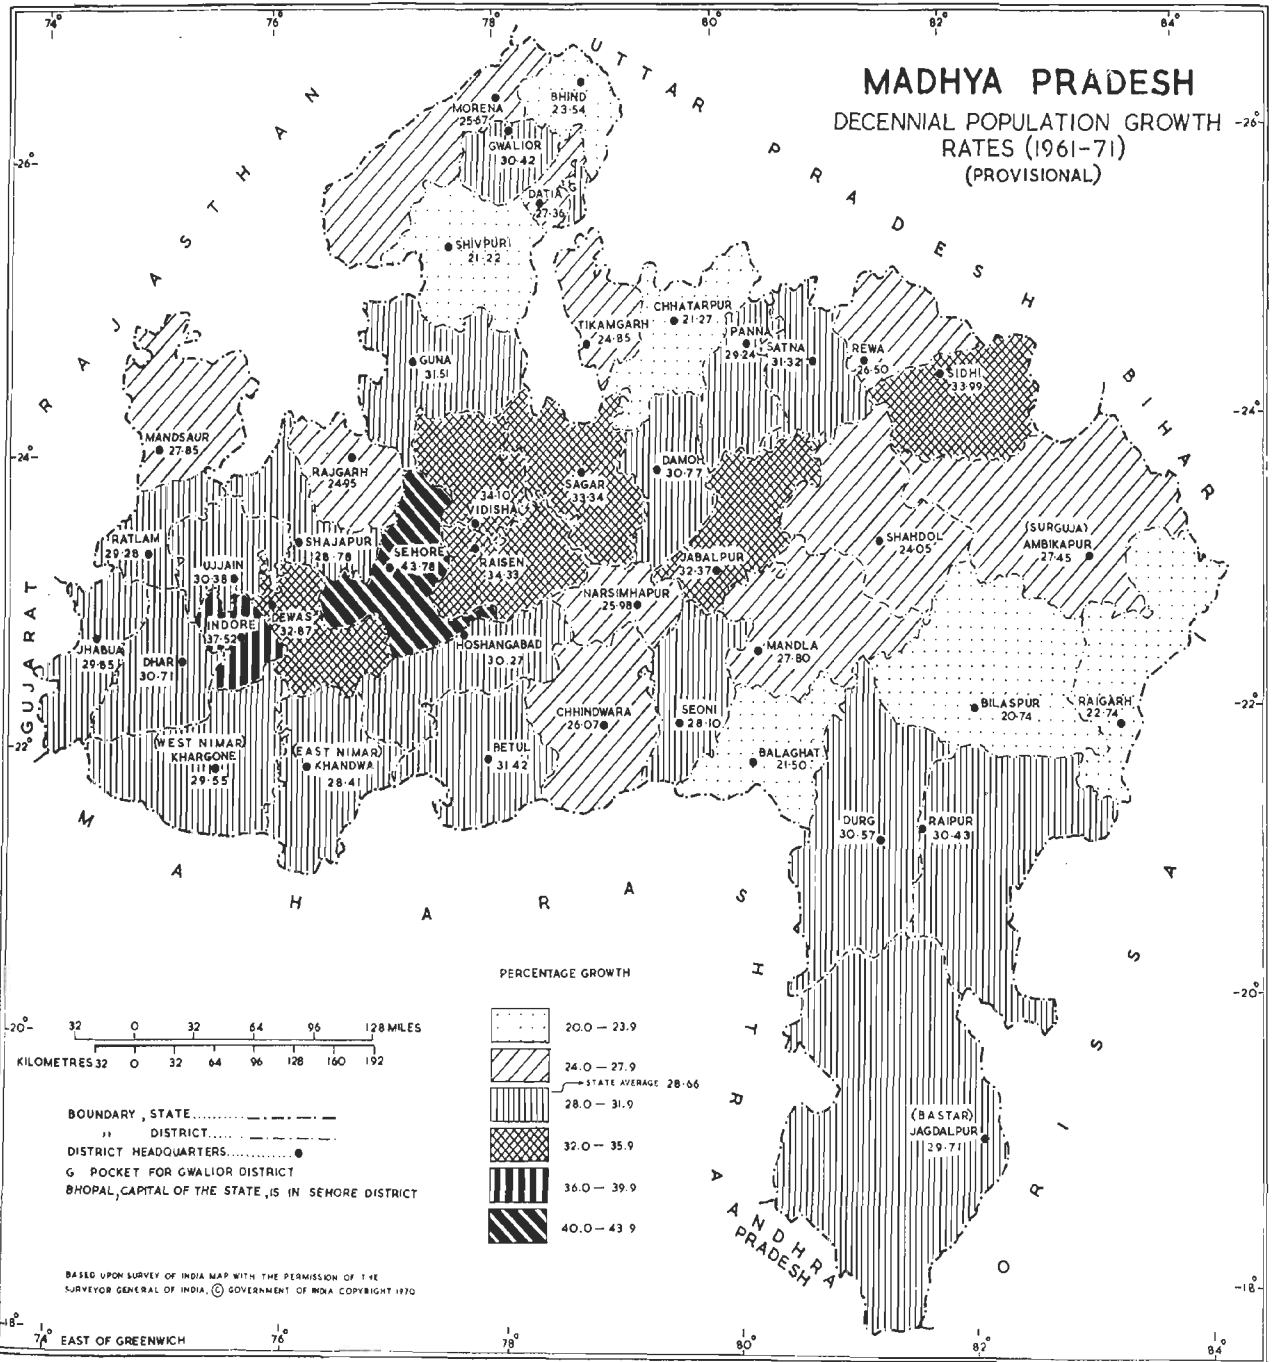 74°
78°
80°
82°
84°
MADHYA PRADESH
DECENNIAL POPULATION GROWTH
RATES (1961-71)
(PROVISIONAL)
UTTAR PRADESH
RAJASTHAN
BIHAR
GUJARAT
MAHARASHTRA
ORISSA
ANDHRA
PRADESH
26°
26°
24°
24°
22°
22°
20°
20°
18°
18°
MORENA
25·67
BHIND
23·54
GWALIOR
30·42
G
DATIA
27·36
SHIVPURI
21·22
TIKAMGARH
24·85
CHHATARPUR
21·27
PANNA
29·24
SATNA
31·32
REWA
26·50
SIDHI
33·99
GUNA
31·51
MANDSAUR
27·85
RAJGARH
24·95
SAGAR
33·34
DAMOH
30·77
34·10
VIDISHA
RATLAM
29·28
UJJAIN
30·38
SHAJAPUR
28·78
SEHORE
43·78
RAISEN
34·33
JABALPUR
32·37
SHAHDOL
24·05
(SURGUJA)
AMBIKAPUR
27·45
NARSIMHAPUR
25·98
INDORE
37·52
DEWAS
32·87
JHABUA
29·85
DHAR
30·71
HOSHANGABAD
30·27
MANDLA
27·80
CHHINDWARA
26·07
SEONI
28·10
BILASPUR
20·74
RAIGARH
22·74
(WEST NIMAR)
KHARGONE
29·55
(EAST NIMAR)
KHANDWA
28·41
BETUL
31·42
BALAGHAT
21·50
DURG
30·57
RAIPUR
30·43
(BASTAR)
JAGDALPUR
29·71
PERCENTAGE GROWTH
20.0 — 23.9
24.0 — 27.9
STATE AVERAGE 28·66
28.0 — 31.9
32.0 — 35.9
36.0 — 39.9
40.0 — 43 9
32 0 32 64 96 128 MILES
KILOMETRES 32 0 32 64 96 128 160 192
BOUNDARY, STATE.........
" DISTRICT......
DISTRICT HEADQUARTERS............
G POCKET FOR GWALIOR DISTRICT
BHOPAL, CAPITAL OF THE STATE, IS IN SEHORE DISTRICT
BASED UPON SURVEY OF INDIA MAP WITH THE PERMISSION OF THE
SURVEYOR GENERAL OF INDIA, © GOVERNMENT OF INDIA COPYRIGHT 1970
74° EAST OF GREENWICH
76°
78°
80°
82°
84°